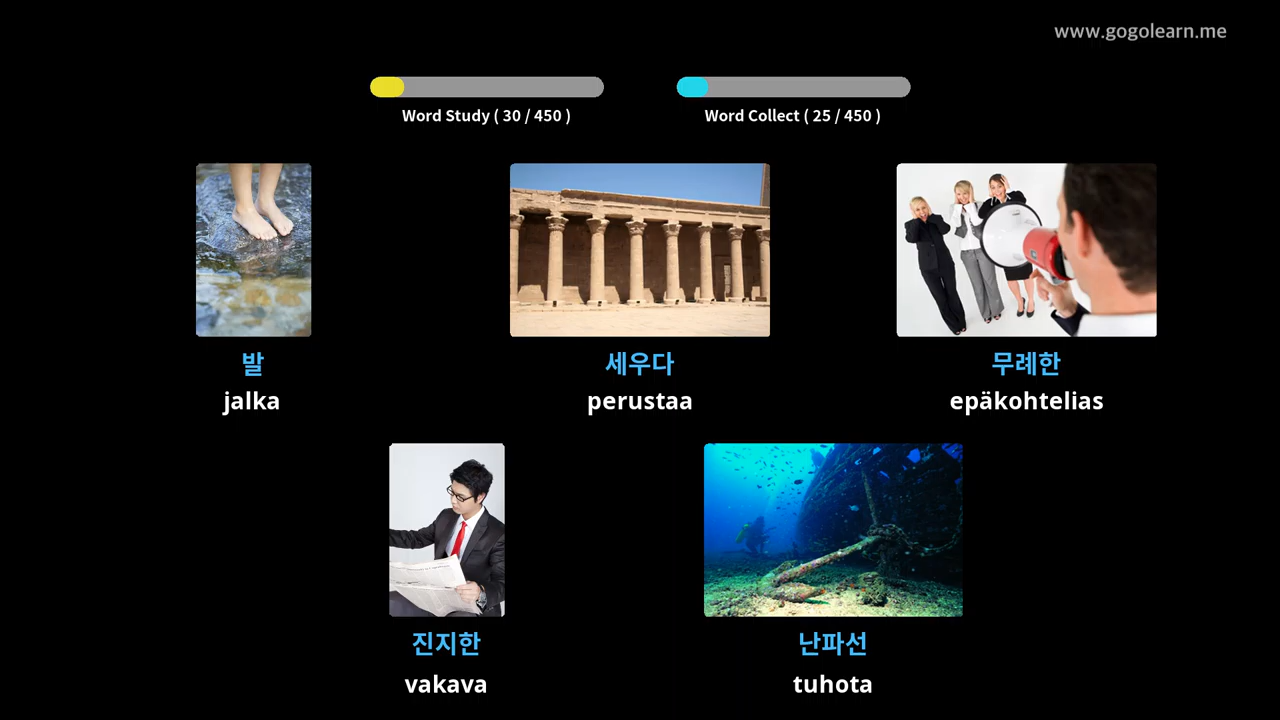 www.gogolearn.me
Word Study ( 30 / 450 )
Word Collect ( 25 / 450 )
발
jalka
세우다
perustaa
무례한
epäkohtelias
진지한
vakava
난파선
tuhota